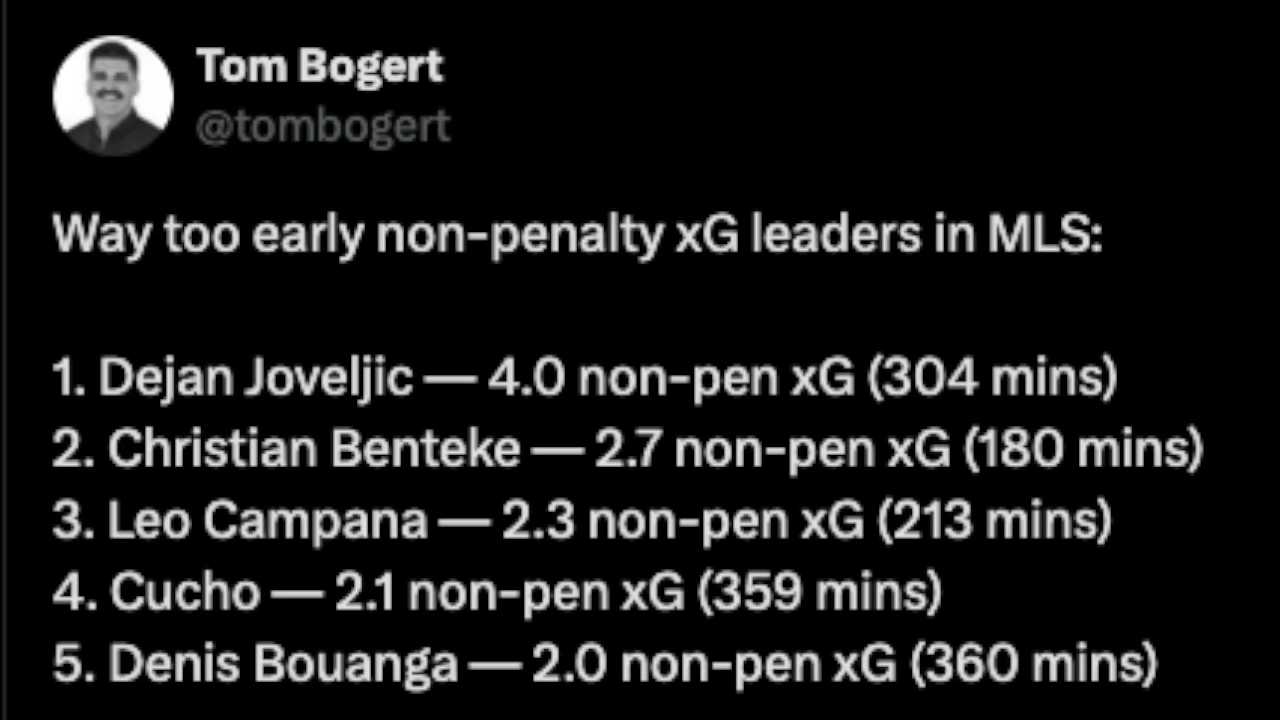 Tom Bogert
@tombogert
Way too early non-penalty xG leaders in MLS:
1. Dejan Joveljic — 4.0 non-pen xG (304 mins)
2. Christian Benteke — 2.7 non-pen xG (180 mins)
3. Leo Campana — 2.3 non-pen xG (213 mins)
4. Cucho — 2.1 non-pen xG (359 mins)
5. Denis Bouanga — 2.0 non-pen xG (360 mins)